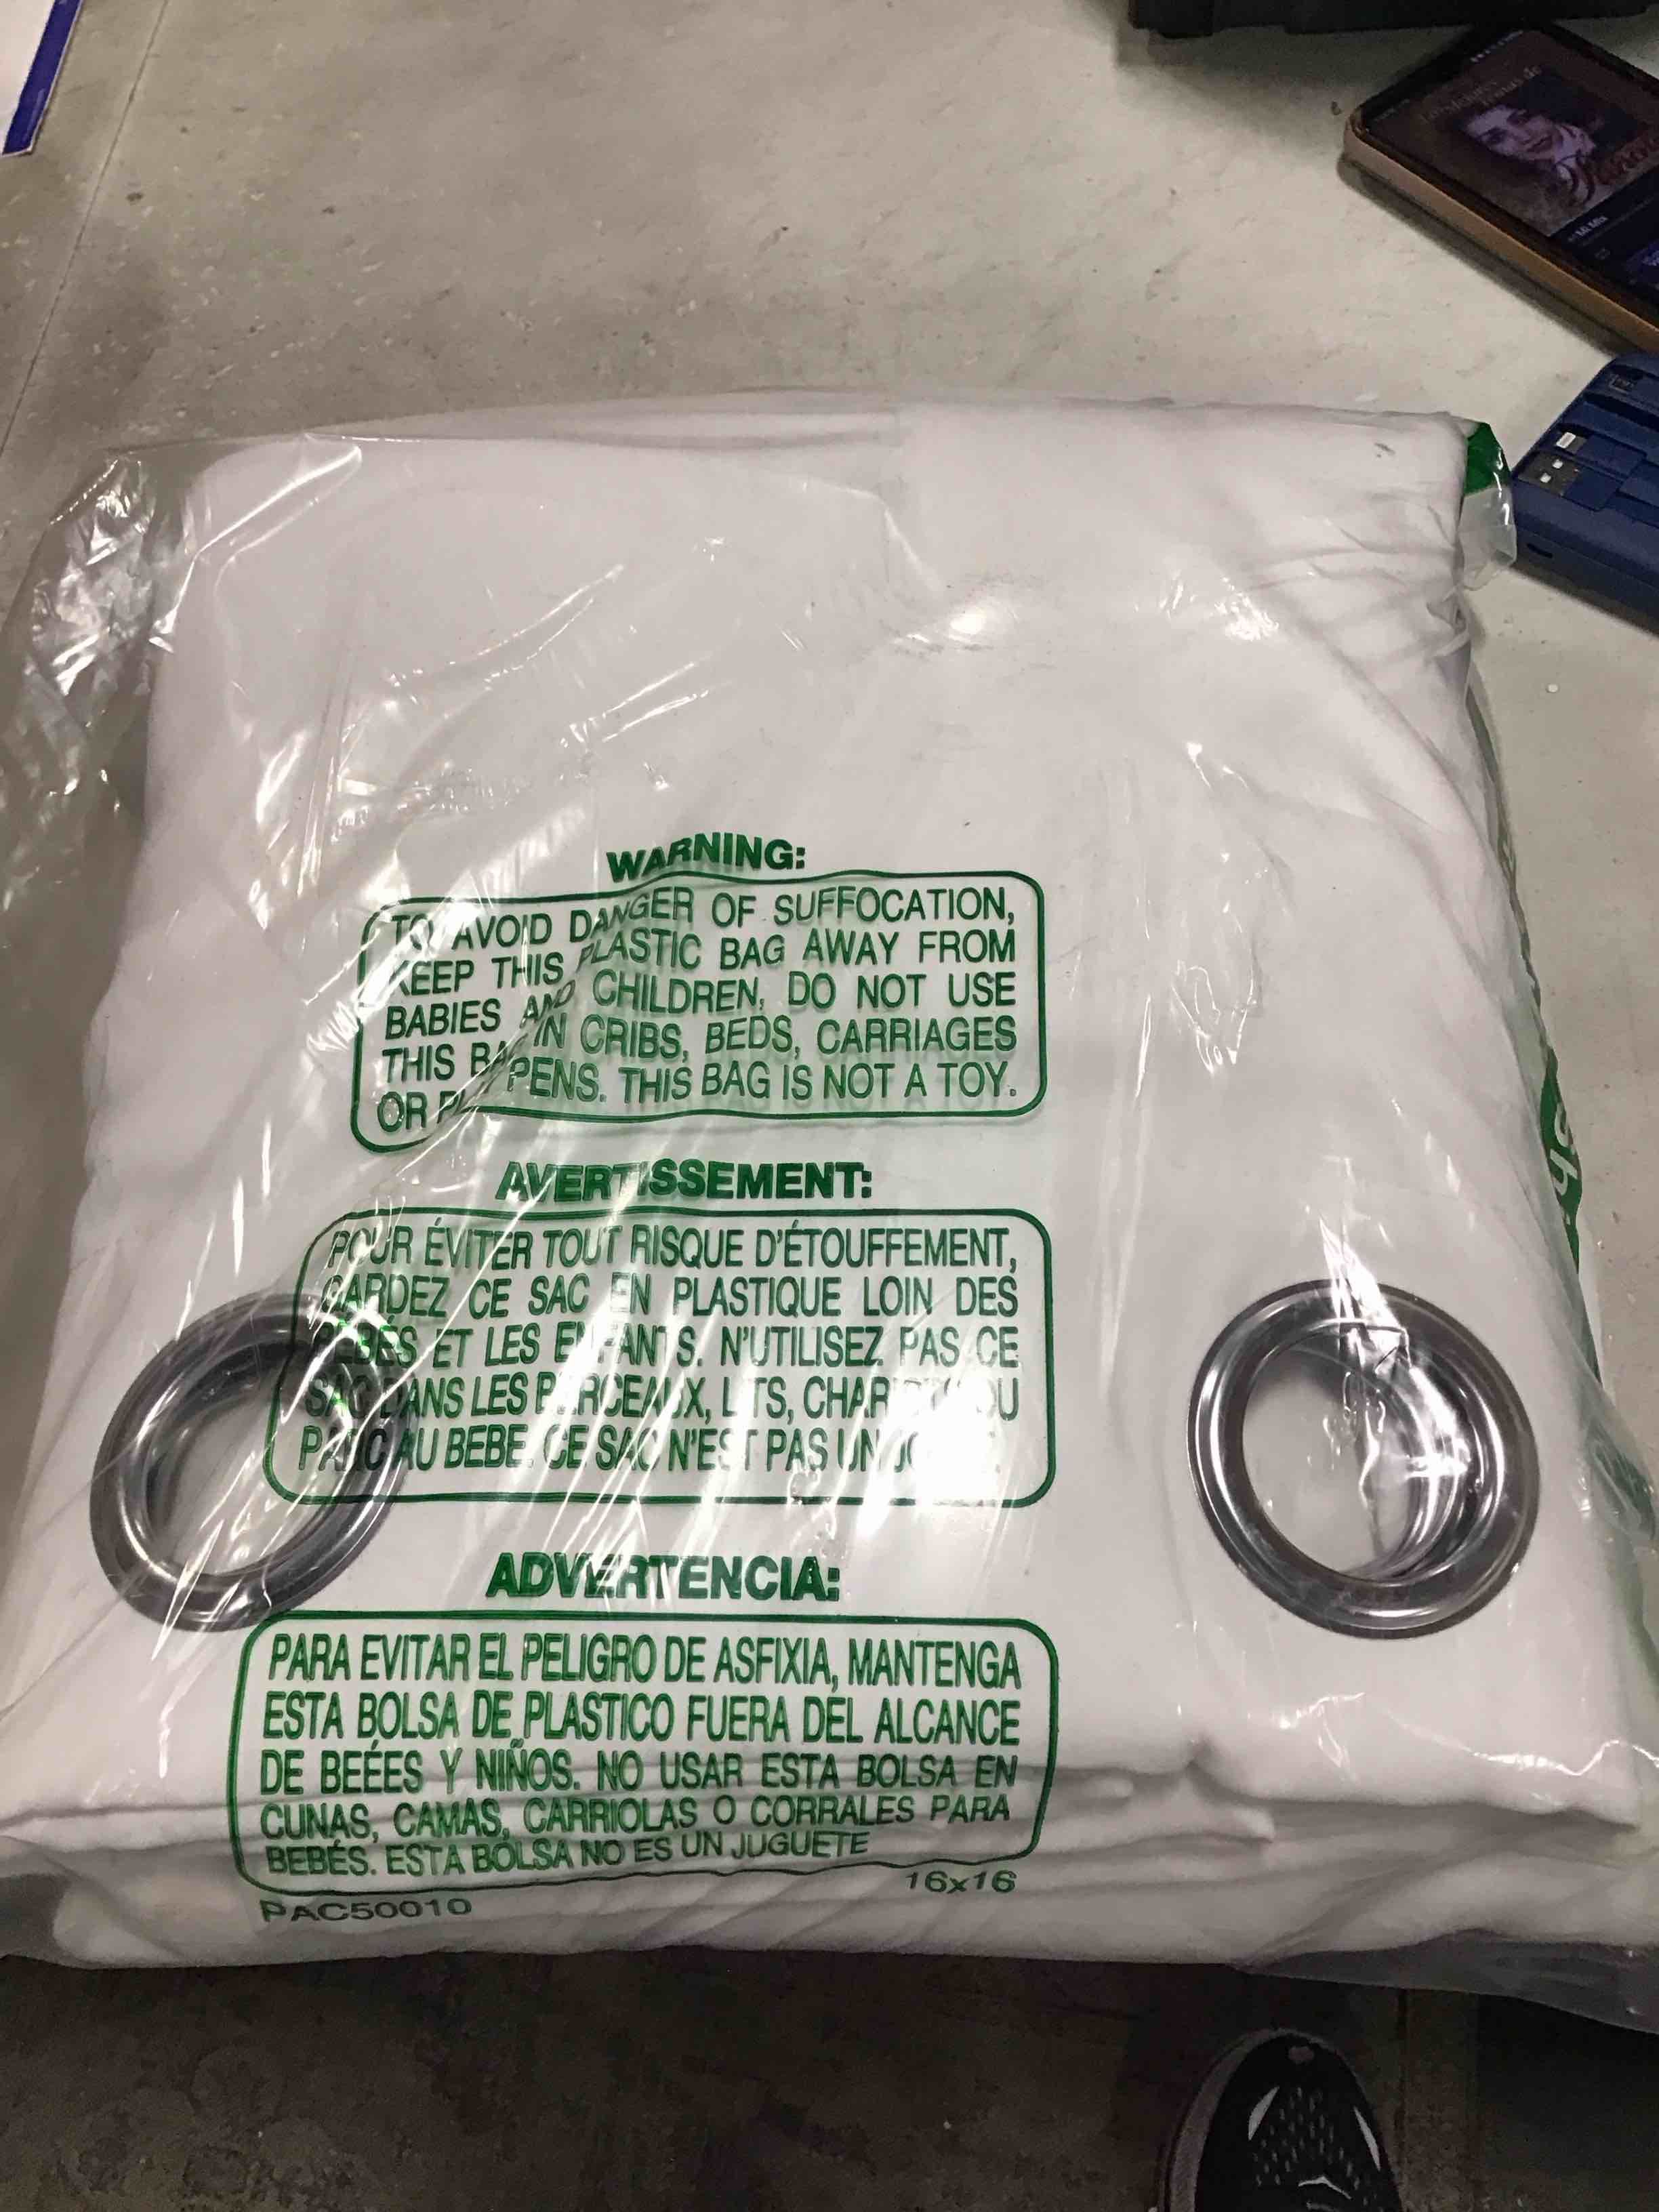 WARNING:
TO AVOID DANGER OF SUFFOCATION,
KEEP THIS PLASTIC BAG AWAY FROM
BABIES AND CHILDREN, DO NOT USE
THIS BAG IN CRIBS, BEDS, CARRIAGES
OR PENS. THIS BAG IS NOT A TOY.
AVERTISSEMENT:
POUR ÉVITER TOUT RISQUE D'ÉTOUFFEMENT,
GARDEZ CE SAC EN PLASTIQUE LOIN DES
BÉBÉS ET LES ENFANTS. N'UTILISEZ PAS CE
SAC DANS LES BERCEAUX, LITS, OU
AU BEBE. CE SAC N'EST PAS UN
ADVERTENCIA:
PARA EVITAR EL PELIGRO DE ASFIXIA, MANTENGA
ESTA BOLSA DE PLASTICO FUERA DEL ALCANCE
DE BEÉES Y NIÑOS. NO USAR ESTA BOLSA EN
CUNAS, CAMAS, CARRIOLAS O CORRALES PARA
BEBÉS. ESTA BOLSA NO ES UN JUGUETE
16x16
PAC50010